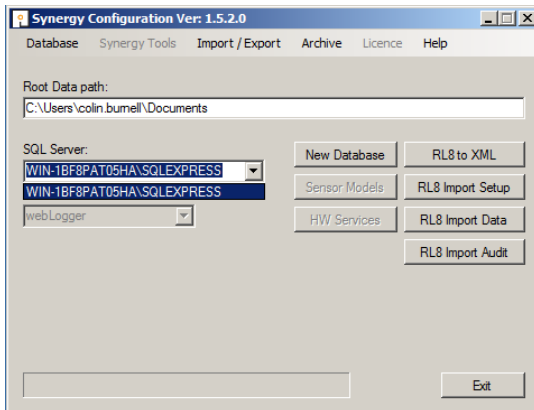 Synergy Configuration Ver: 1.5.2.0
Database Synergy Tools Import / Export Archive Licence Help
Root Data path:
C:\Users\colin.burnell\Documents
SQL Server:
WIN-1BF8PAT05HA\SQLEXPRESS
WIN-1BF8PAT05HA\SQLEXPRESS
webLogger
New Database RL8 to XML
Sensor Models RL8 Import Setup
HW Services RL8 Import Data
RL8 Import Audit
Exit